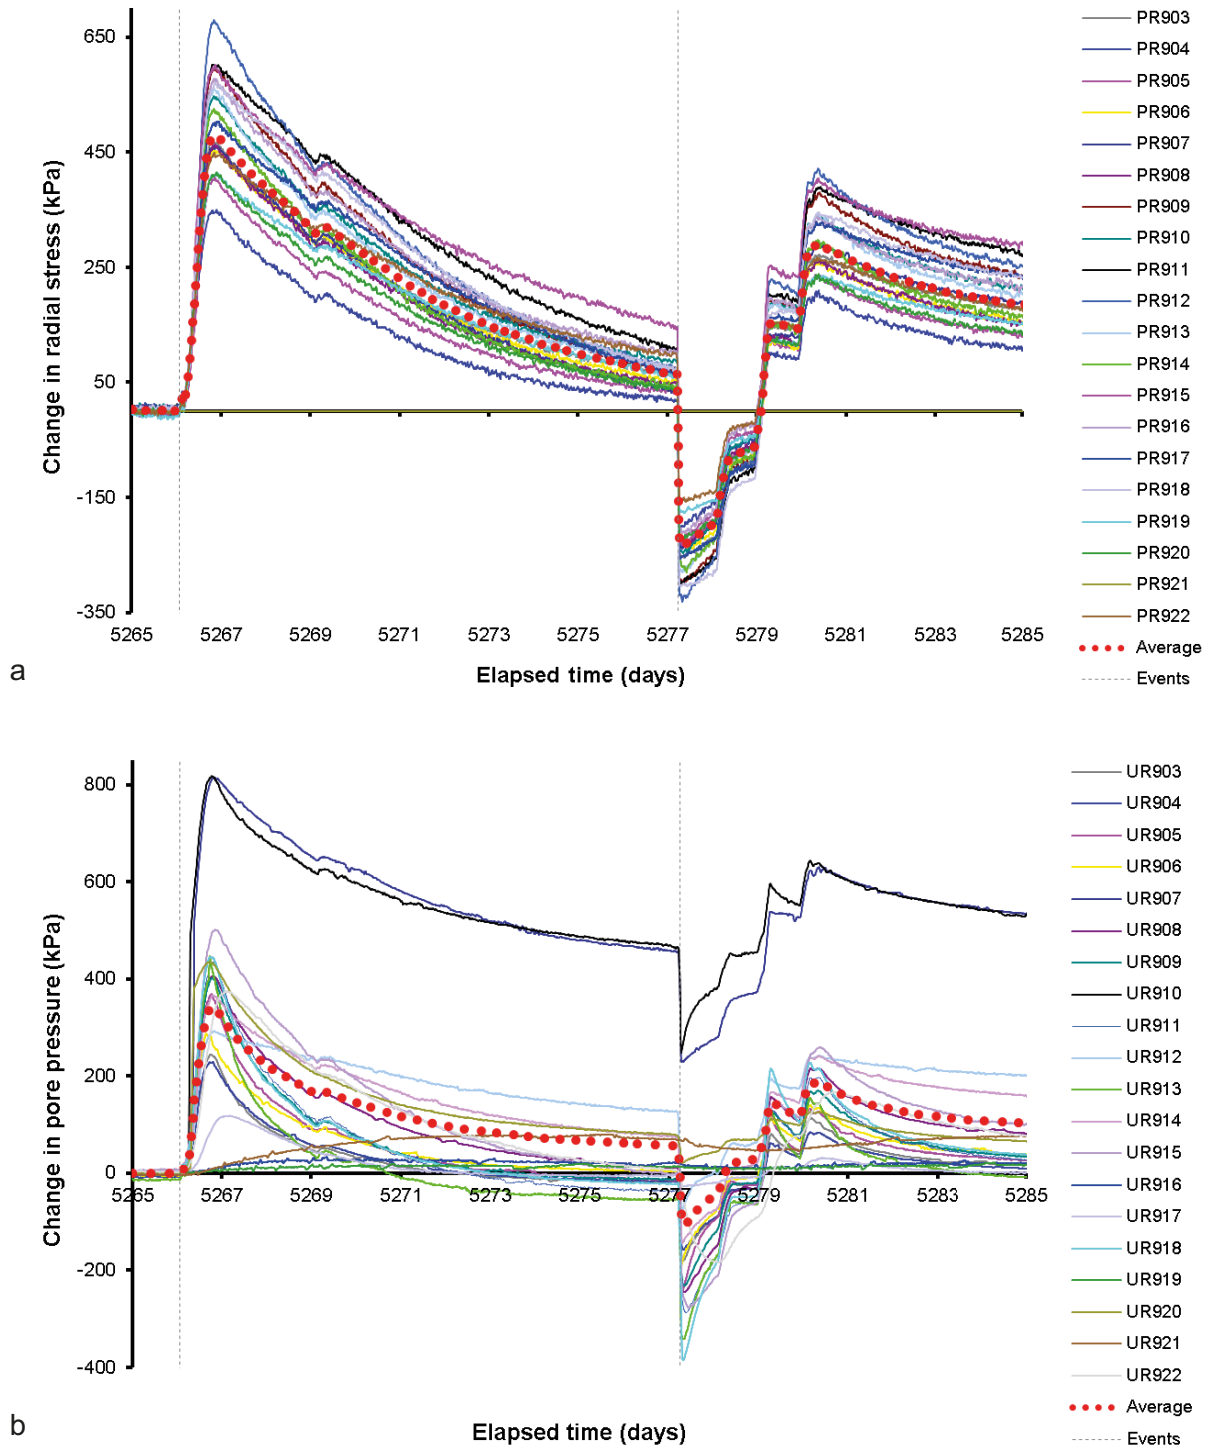 650
450
250
50
-150
-350
Change in radial stress (kPa)
5265 5267 5269 5271 5273 5275 5277 5279 5281 5283 5285
Elapsed time (days)
a
PR903
PR904
PR905
PR906
PR907
PR908
PR909
PR910
PR911
PR912
PR913
PR914
PR915
PR916
PR917
PR918
PR919
PR920
PR921
PR922
Average
Events
800
600
400
200
0
-200
-400
Change in pore pressure (kPa)
5265 5267 5269 5271 5273 5275 5277 5279 5281 5283 5285
Elapsed time (days)
b
UR903
UR904
UR905
UR906
UR907
UR908
UR909
UR910
UR911
UR912
UR913
UR914
UR915
UR916
UR917
UR918
UR919
UR920
UR921
UR922
Average
Events